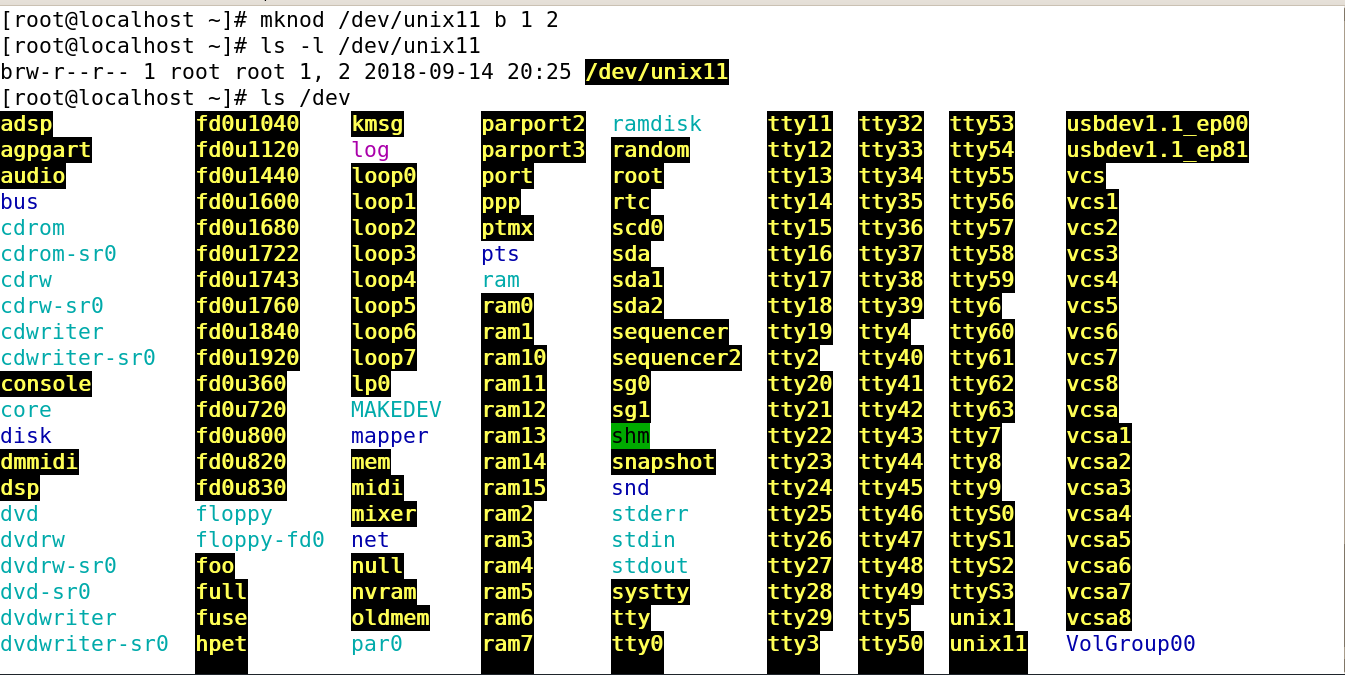 [root@localhost ~]# mknod /dev/unix11 b 1 2
[root@localhost ~]# ls -l /dev/unix11
brw-r--r-- 1 root root 1, 2 2018-09-14 20:25 /dev/unix11
[root@localhost ~]# ls /dev
adsp fd0u1040 kmsg parport2 ramdisk tty11 tty32 tty53 usbdev1.1_ep00
agpgart fd0u1120 log parport3 random tty12 tty33 tty54 usbdev1.1_ep81
audio fd0u1440 loop0 port root tty13 tty34 tty55 vcs
bus fd0u1600 loop1 ppp rtc tty14 tty35 tty56 vcs1
cdrom fd0u1680 loop2 ptmx scd0 tty15 tty36 tty57 vcs2
cdrom-sr0 fd0u1722 loop3 pts sda tty16 tty37 tty58 vcs3
cdrw fd0u1743 loop4 ram sda1 tty17 tty38 tty59 vcs4
cdrw-sr0 fd0u1760 loop5 ram0 sda2 tty18 tty39 tty6 vcs5
cdwriter fd0u1840 loop6 ram1 sequencer tty19 tty4 tty60 vcs6
cdwriter-sr0 fd0u1920 loop7 ram10 sequencer2 tty2 tty40 tty61 vcs7
console fd0u360 lp0 ram11 sg0 tty20 tty41 tty62 vcs8
core fd0u720 MAKEDEV ram12 sg1 tty21 tty42 tty63 vcsa
disk fd0u800 mapper ram13 shm tty22 tty43 tty7 vcsa1
dmmidi fd0u820 mem ram14 snapshot tty23 tty44 tty8 vcsa2
dsp fd0u830 midi ram15 snd tty24 tty45 tty9 vcsa3
dvd floppy mixer ram2 stderr tty25 tty46 ttyS0 vcsa4
dvdrw floppy-fd0 net ram3 stdin tty26 tty47 ttyS1 vcsa5
dvdrw-sr0 foo null ram4 stdout tty27 tty48 ttyS2 vcsa6
dvd-sr0 full nvram ram5 systty tty28 tty49 ttyS3 vcsa7
dvdwriter fuse oldmem ram6 tty tty29 tty5 unix1 vcsa8
dvdwriter-sr0 hpet par0 ram7 tty0 tty3 tty50 unix11 VolGroup00